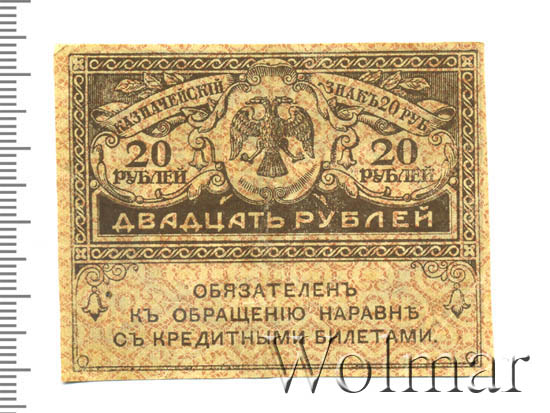 КАЗНАЧЕЙСКІЙ ЗНАКЪ 20 РУБ.
20 РУБЛЕЙ
20 РУБЛЕЙ
ДВАДЦАТЬ РУБЛЕЙ
ОБЯЗАТЕЛЕНЪ
КЪ ОБРАЩЕНІЮ НАРАВНѢ
СЪ КРЕДИТНЫМИ БИЛЕТАМИ.
Wolmar